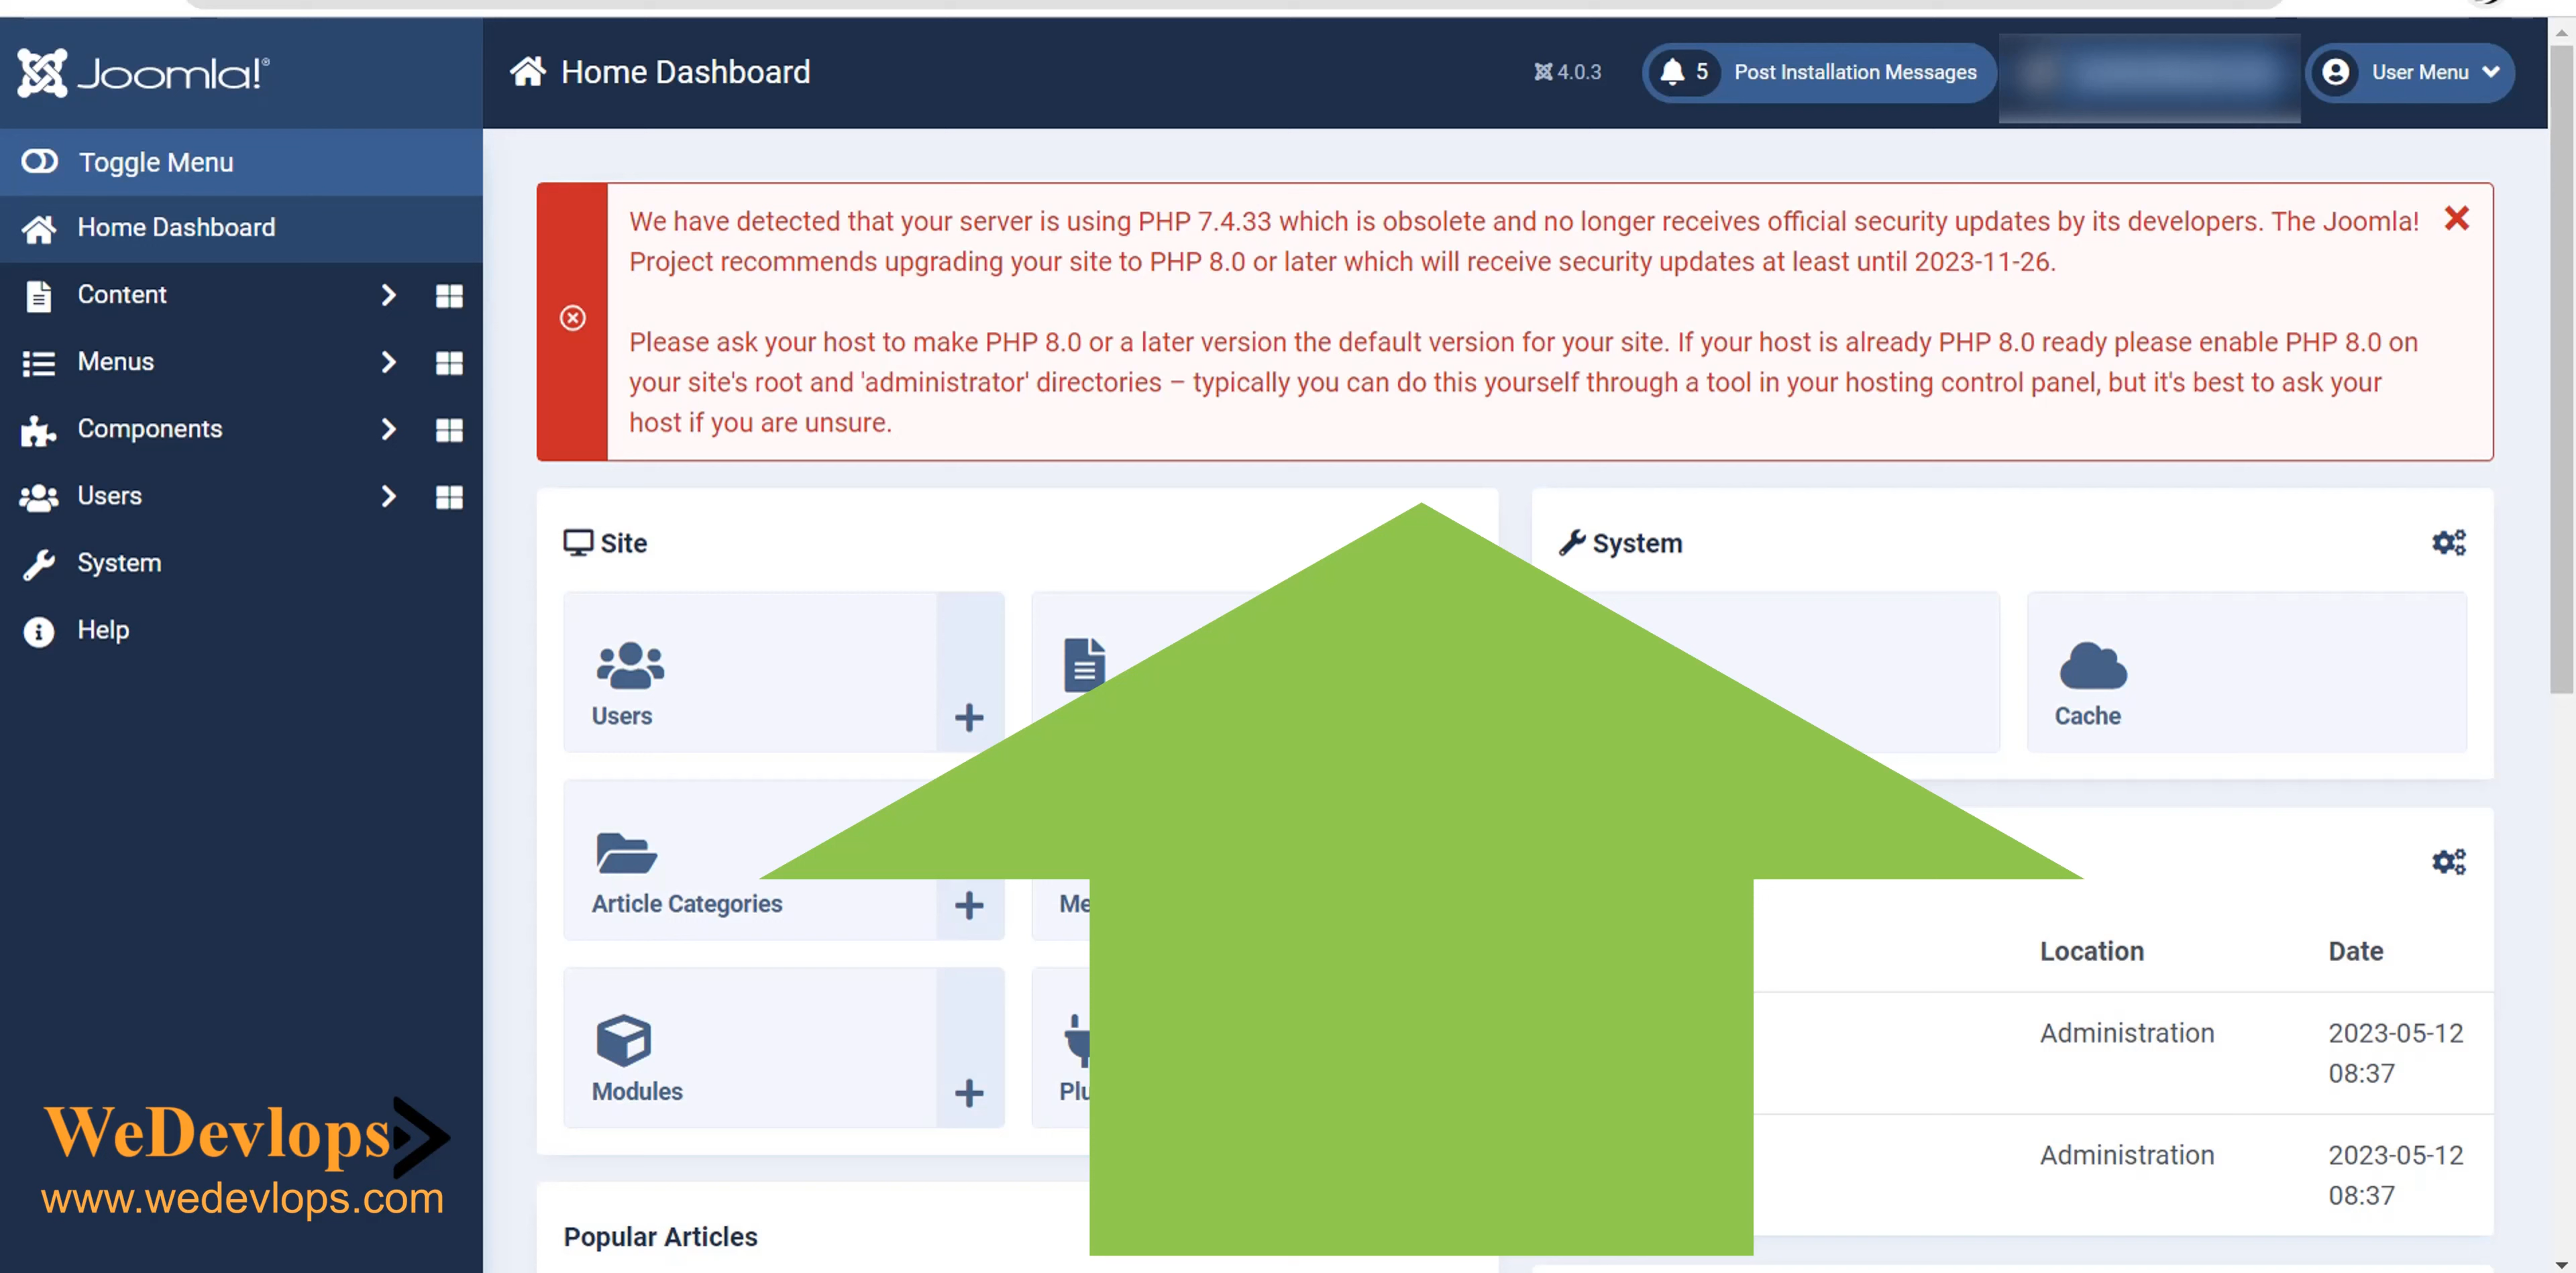 Joomla!®
Home Dashboard
4.0.3
5 Post Installation Messages
User Menu
Toggle Menu
Home Dashboard
Content
Menus
Components
Users
System
Help
We have detected that your server is using PHP 7.4.33 which is obsolete and no longer receives official security updates by its developers. The Joomla!
Project recommends upgrading your site to PHP 8.0 or later which will receive security updates at least until 2023-11-26.
Please ask your host to make PHP 8.0 or a later version the default version for your site. If your host is already PHP 8.0 ready please enable PHP 8.0 on
your site's root and 'administrator' directories – typically you can do this yourself through a tool in your hosting control panel, but it's best to ask your
host if you are unsure.
Site
Users
Article Categories
Modules
Popular Articles
System
Cache
Location Date
Administration 2023-05-12
08:37
Administration 2023-05-12
08:37
WeDevlops
www.wedevlops.com